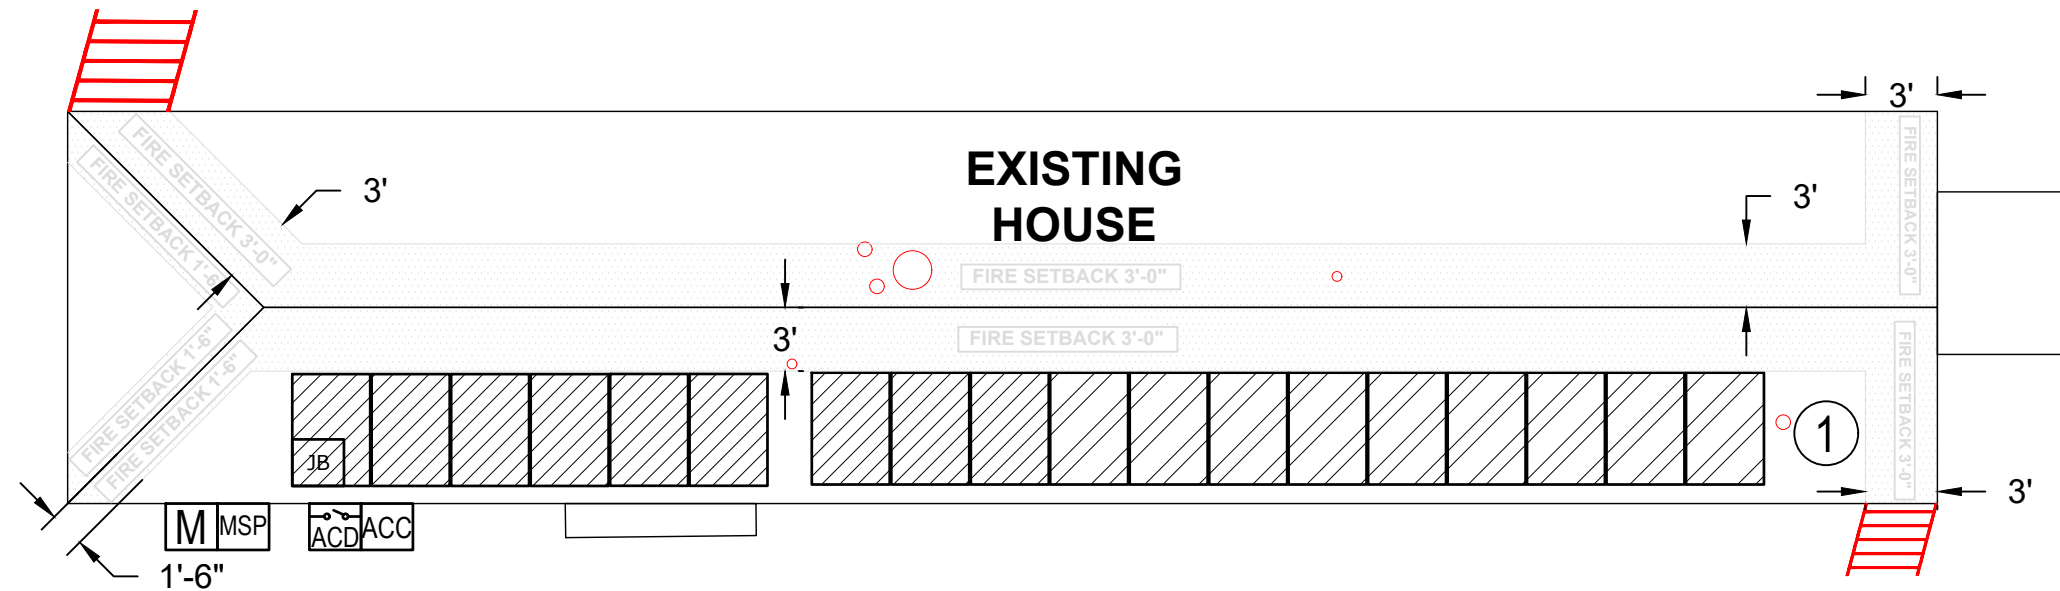 3'
FIRE SETBACK 3'-0"
FIRE SETBACK 1'-6"
FIRE SETBACK 3'-0"
EXISTING
HOUSE
3'
3'
FIRE SETBACK 3'-0"
3'
FIRE SETBACK 3'-0"
FIRE SETBACK 1'-6"
FIRE SETBACK 1'-6"
FIRE SETBACK 3'-0"
JB
1
3'
M MSP
ACD ACC
1'-6"